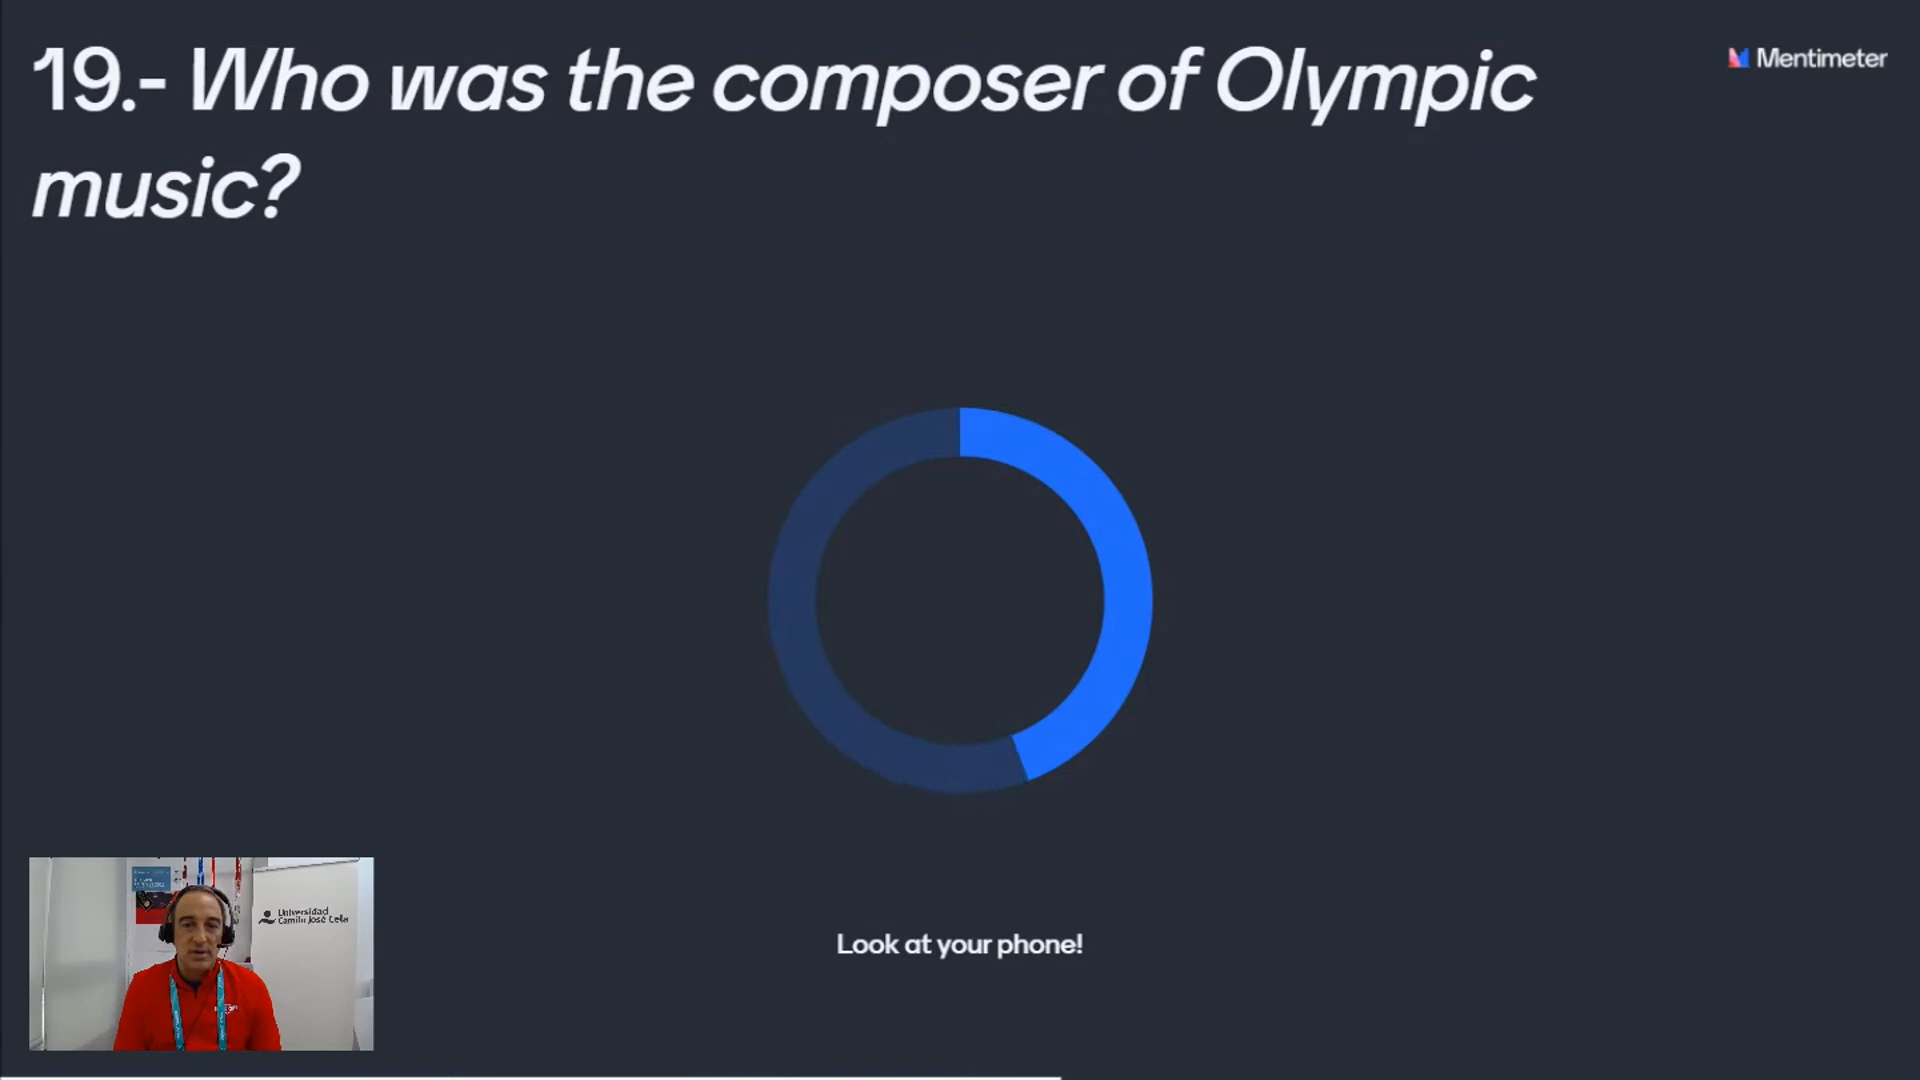 19.- Who was the composer of Olympic
music?
Mentimeter
Look at your phone!
Universidad
Camilo José Cela